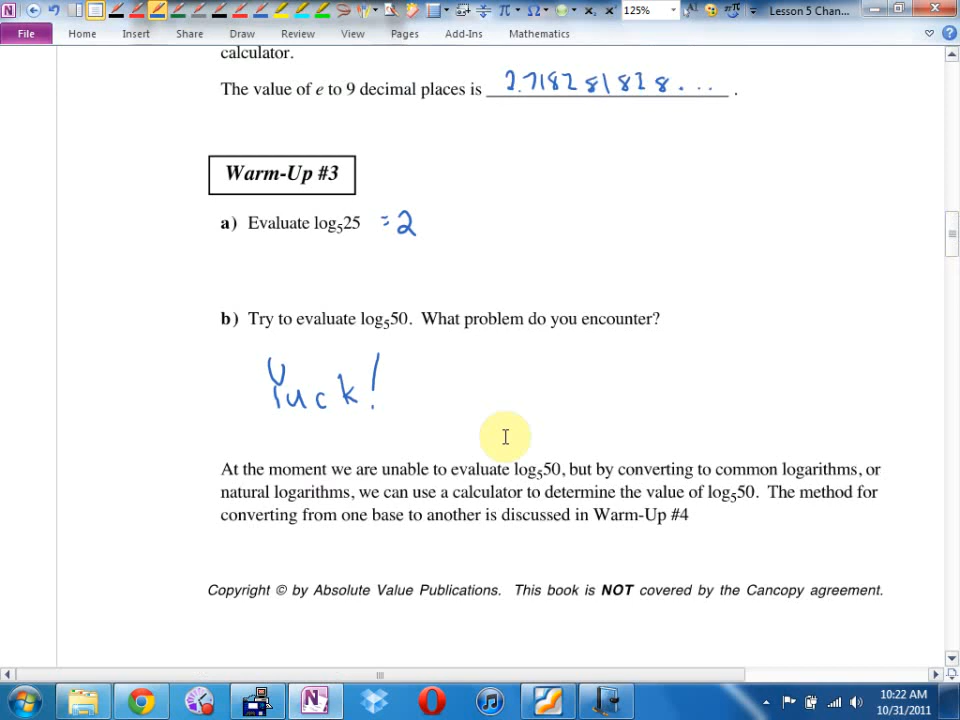 125%
Lesson 5 Chan...
File Home Insert Share Draw Review View Pages Add-Ins Mathematics
calculator.
The value of e to 9 decimal places is 2.718281828... .
Warm-Up #3
a) Evaluate log₅25 = 2
b) Try to evaluate log₅50. What problem do you encounter?
Yuck!
At the moment we are unable to evaluate log₅50, but by converting to common logarithms, or
natural logarithms, we can use a calculator to determine the value of log₅50. The method for
converting from one base to another is discussed in Warm-Up #4
Copyright © by Absolute Value Publications. This book is NOT covered by the Cancopy agreement.
10:22 AM
10/31/2011